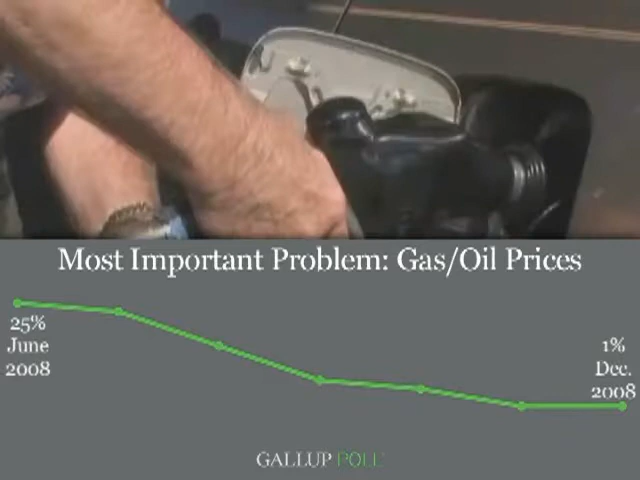 Most Important Problem: Gas/Oil Prices
25%
June
2008
1%
Dec.
2008
GALLUP POLL